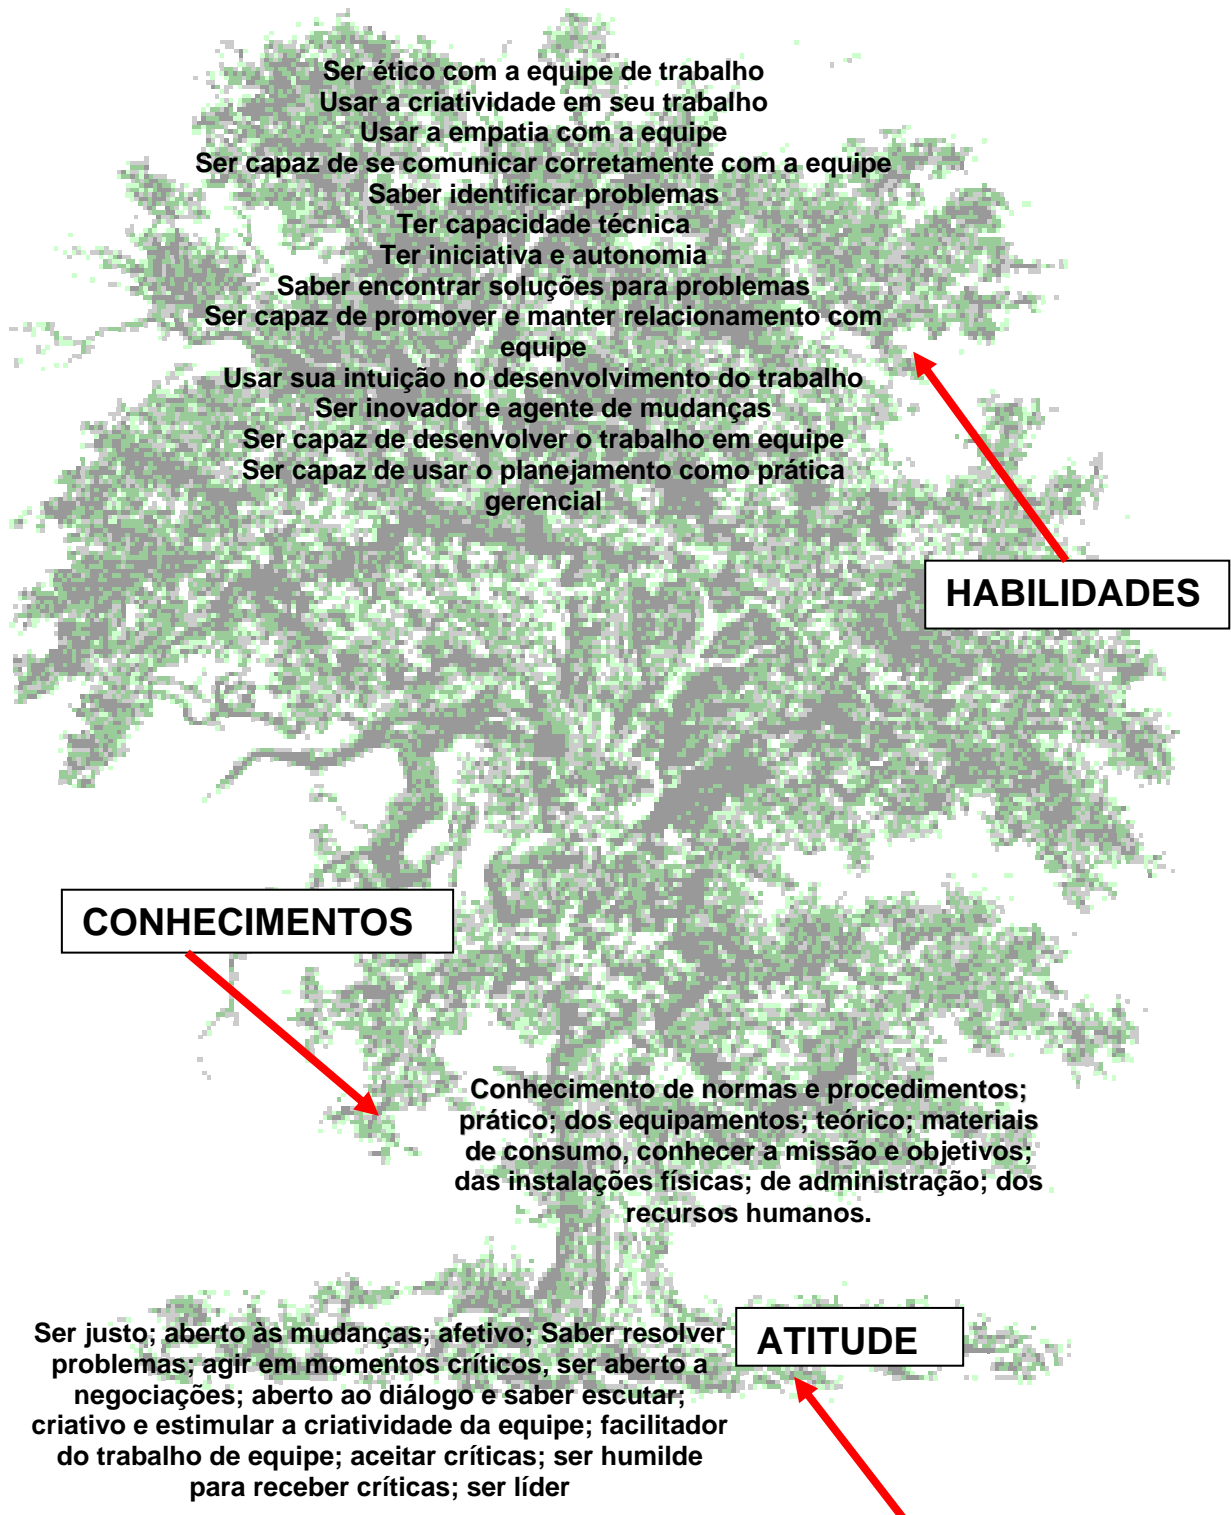 Ser ético com a equipe de trabalho
Usar a criatividade em seu trabalho
Usar a empatia com a equipe
Ser capaz de se comunicar corretamente com a equipe
Saber identificar problemas
Ter capacidade técnica
Ter iniciativa e autonomia
Saber encontrar soluções para problemas
Ser capaz de promover e manter relacionamento com
equipe
Usar sua intuição no desenvolvimento do trabalho
Ser inovador e agente de mudanças
Ser capaz de desenvolver o trabalho em equipe
Ser capaz de usar o planejamento como prática
gerencial
HABILIDADES
CONHECIMENTOS
Conhecimento de normas e procedimentos;
prático; dos equipamentos; teórico; materiais
de consumo, conhecer a missão e objetivos;
das instalações físicas; de administração; dos
recursos humanos.
ATITUDE
Ser justo; aberto às mudanças; afetivo; Saber resolver
problemas; agir em momentos críticos, ser aberto a
negociações; aberto ao diálogo e saber escutar;
criativo e estimular a criatividade da equipe; facilitador
do trabalho de equipe; aceitar críticas; ser humilde
para receber críticas; ser líder